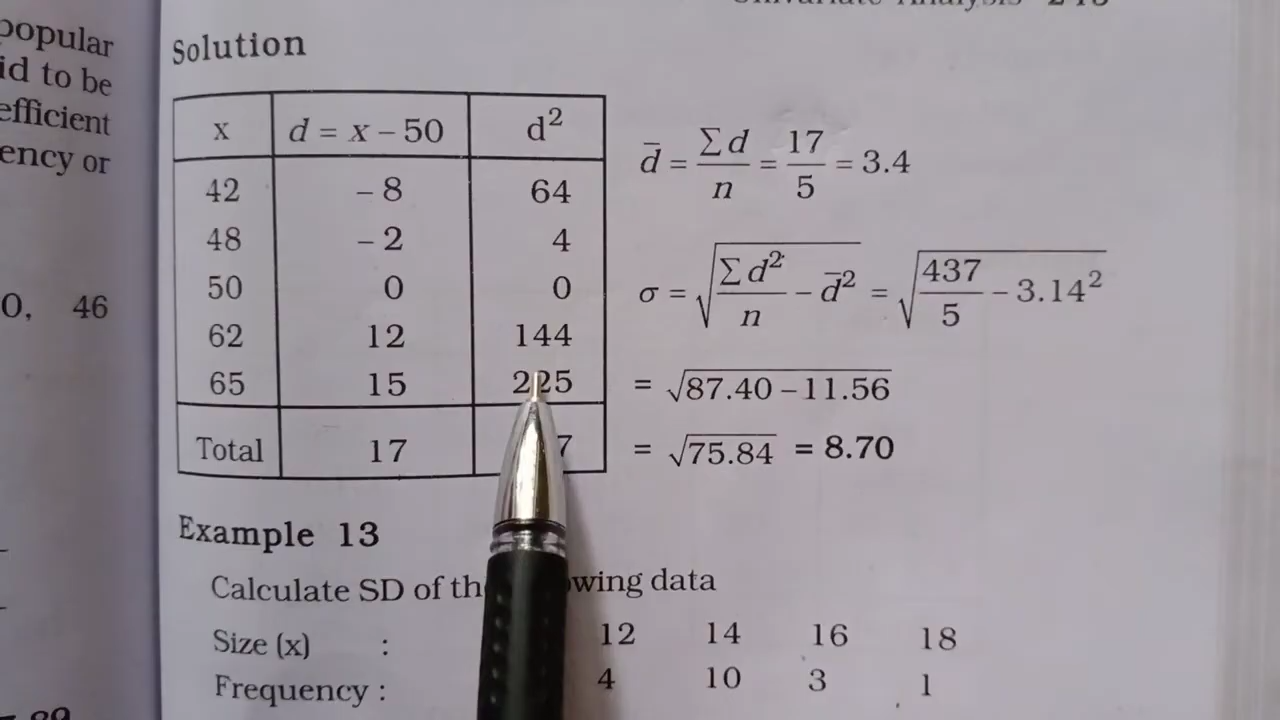 popular
id to be
efficient
ency or
0, 46
Solution
x d = x – 50 d²
42 – 8 64
48 – 2 4
50 0 0
62 12 144
65 15 225
Total 17 7
d̄ = Σd / n = 17 / 5 = 3.4
σ = √(Σd² / n – d̄²) = √(437 / 5 – 3.14²)
= √(87.40 – 11.56)
= √75.84 = 8.70
Example 13
Calculate SD of th owing data
Size (x) : 12 14 16 18
Frequency : 4 10 3 1